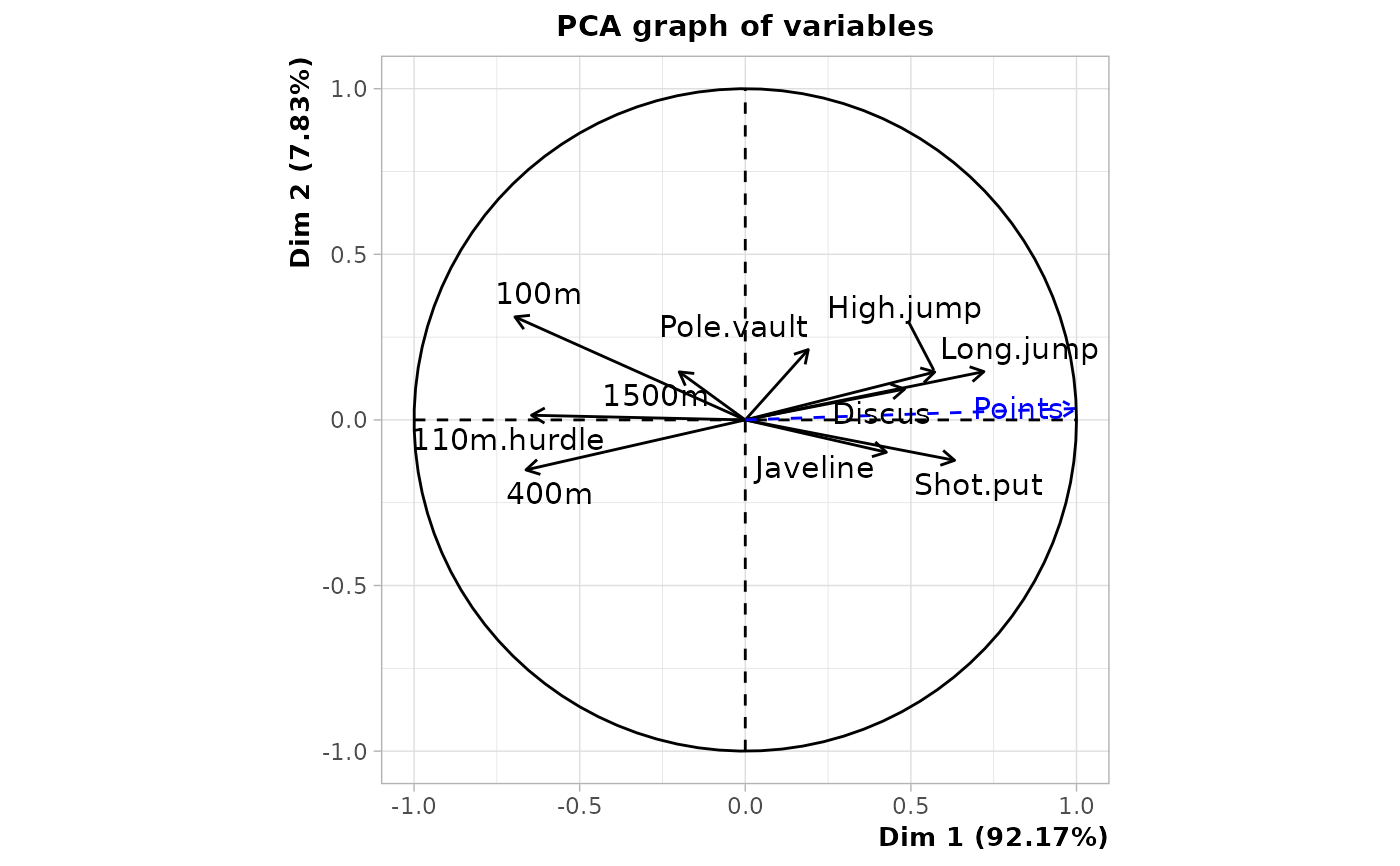 PCA graph of variables
Dim 2 (7.83%)
1.0
0.5
0.0
-0.5
-1.0
100m
Pole.vault
High.jump
Long.jump
1500m
Discus
Points
110m.hurdle
Javeline
400m
Shot.put
-1.0
-0.5
0.0
0.5
1.0
Dim 1 (92.17%)